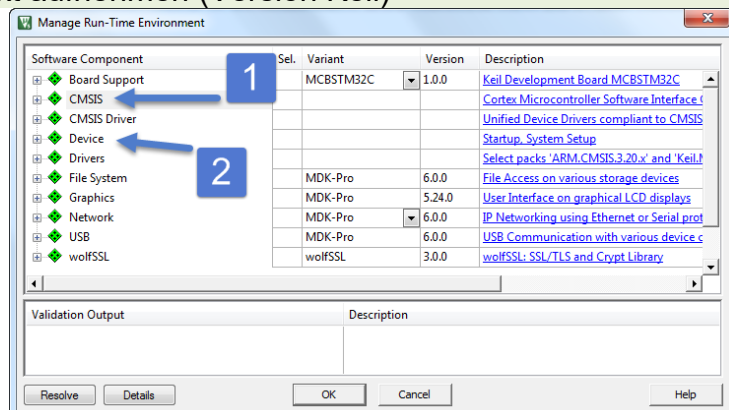 aufnehmen (Version Keil)
Manage Run-Time Environment
Software Component Sel. Variant Version Description
Board Support MCBSTM32C 1.0.0 Keil Development Board MCBSTM32C
CMSIS Cortex Microcontroller Software Interface
CMSIS Driver Unified Device Drivers compliant to CMSIS
Device Startup, System Setup
Drivers Select packs 'ARM.CMSIS.3.20.x' and 'Keil.
File System MDK-Pro 6.0.0 File Access on various storage devices
Graphics MDK-Pro 5.24.0 User Interface on graphical LCD displays
Network MDK-Pro 6.0.0 IP Networking using Ethernet or Serial
USB MDK-Pro 6.0.0 USB Communication with various device
wolfSSL wolfSSL 3.0.0 wolfSSL: SSL/TLS and Crypt Library
1
2
Validation Output Description
Resolve Details OK Cancel Help